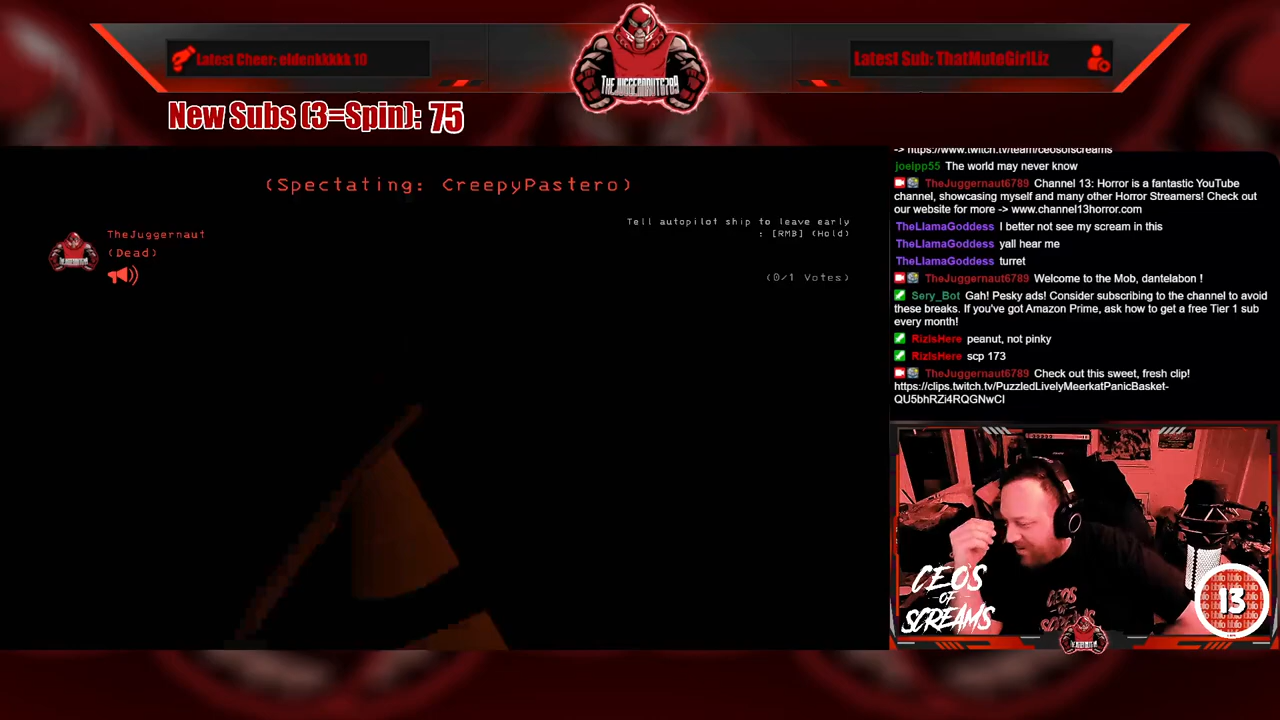 Latest Cheer: eldenkkkkk 10
THEJUGGERNAUT6789
Latest Sub: ThatMuteGirlLiz
New Subs (3=Spin): 75
(Spectating: CreepyPastero)
TheJuggernaut
(Dead)
Tell autopilot ship to leave early
: [RMB] (Hold)
(0/1 Votes)
-> https://www.twitch.tv/team/ceosofscreams
joelpp55 The world may never know
TheJuggernaut6789 Channel 13: Horror is a fantastic YouTube
channel, showcasing myself and many other Horror Streamers! Check out
our website for more -> www.channel13horror.com
TheLlamaGoddess I better not see my scream in this
TheLlamaGoddess yall hear me
TheLlamaGoddess turret
TheJuggernaut6789 Welcome to the Mob, dantelabon !
Sery_Bot Gah! Pesky ads! Consider subscribing to the channel to avoid
these breaks. If you've got Amazon Prime, ask how to get a free Tier 1 sub
every month!
RizIsHere peanut, not pinky
RizIsHere scp 173
TheJuggernaut6789 Check out this sweet, fresh clip!
https://clips.twitch.tv/PuzzledLivelyMeerkatPanicBasket-
QU5bhRZi4RQGNwCI
CEO'S
OF
SCREAMS
CEOS
OF
SCREAMS
13